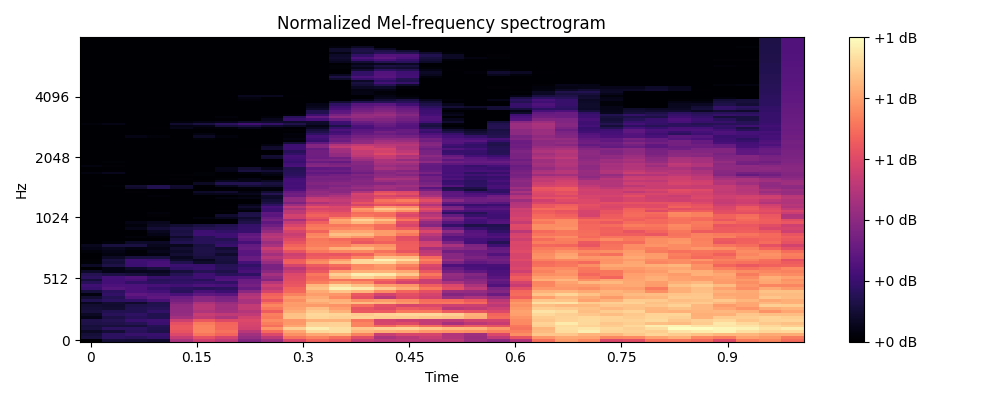 Normalized Mel-frequency spectrogram
Hz
4096
2048
1024
512
0
0 0.15 0.3 0.45 0.6 0.75 0.9
Time
+1 dB
+1 dB
+1 dB
+0 dB
+0 dB
+0 dB